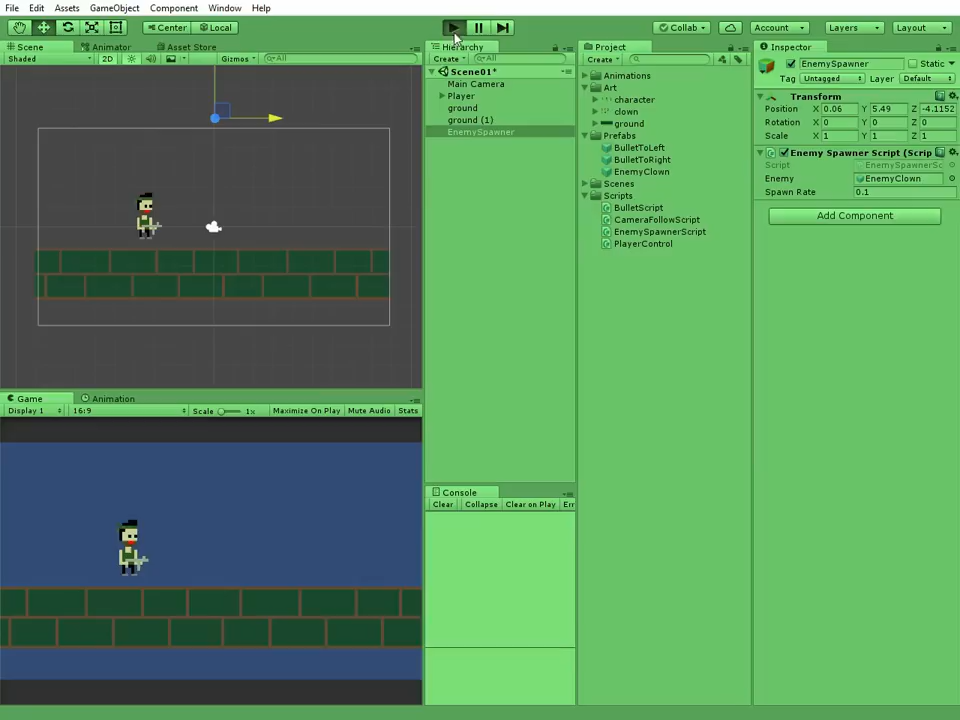 File Edit Assets GameObject Component Window Help
Center Local Collab Account Layers Layout
Scene Animator Asset Store
Shaded 2D Gizmos All
Hierarchy
Create All
Scene01*
Main Camera
Player
ground
ground (1)
EnemySpawner
Project
Create
Animations
Art
character
clown
ground
Prefabs
BulletToLeft
BulletToRight
EnemyClown
Scenes
Scripts
BulletScript
CameraFollowScript
EnemySpawnerScript
PlayerControl
Inspector
EnemySpawner Static
Tag Untagged Layer Default
Transform
Position X 0.06 Y 5.49 Z -4.1152
Rotation X 0 Y 0 Z 0
Scale X 1 Y 1 Z 1
Enemy Spawner Script (Scrip
Script EnemySpawnerSc
Enemy EnemyClown
Spawn Rate 0.1
Add Component
Game Animation
Display 1 16:9 Scale 1x Maximize On Play Mute Audio Stats
Console
Clear Collapse Clear on Play Err